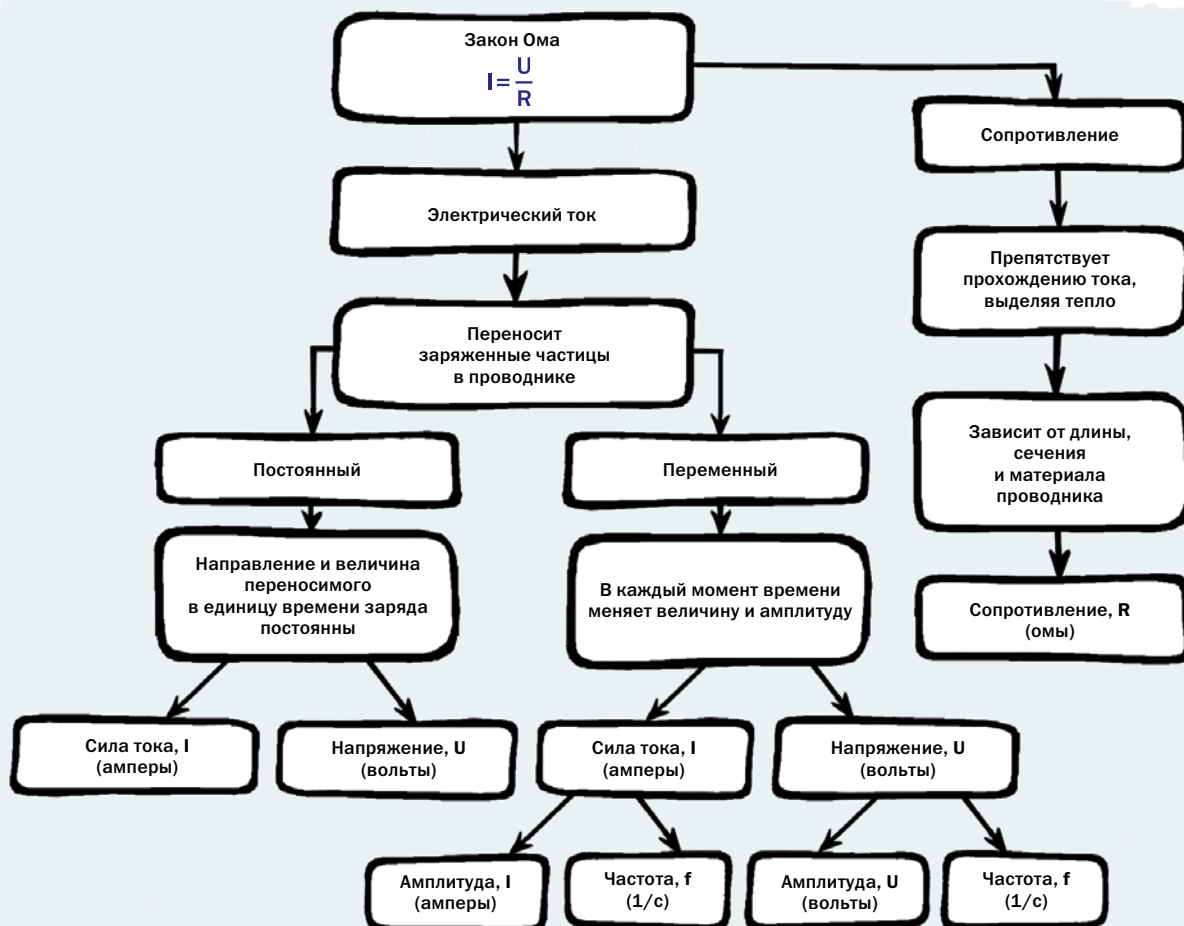 Закон Ома
I = U
R
Сопротивление
Электрический ток
Препятствует
прохождению тока,
выделяя тепло
Переносит
заряженные частицы
в проводнике
Зависит от длины,
сечения
и материала
проводника
Постоянный
Переменный
Направление и величина
переносимого
в единицу времени заряда
постоянны
В каждый момент времени
меняет величину и амплитуду
Сопротивление, R
(омы)
Сила тока, I
(амперы)
Напряжение, U
(вольты)
Сила тока, I
(амперы)
Напряжение, U
(вольты)
Амплитуда, I
(амперы)
Частота, f
(1/с)
Амплитуда, U
(вольты)
Частота, f
(1/с)